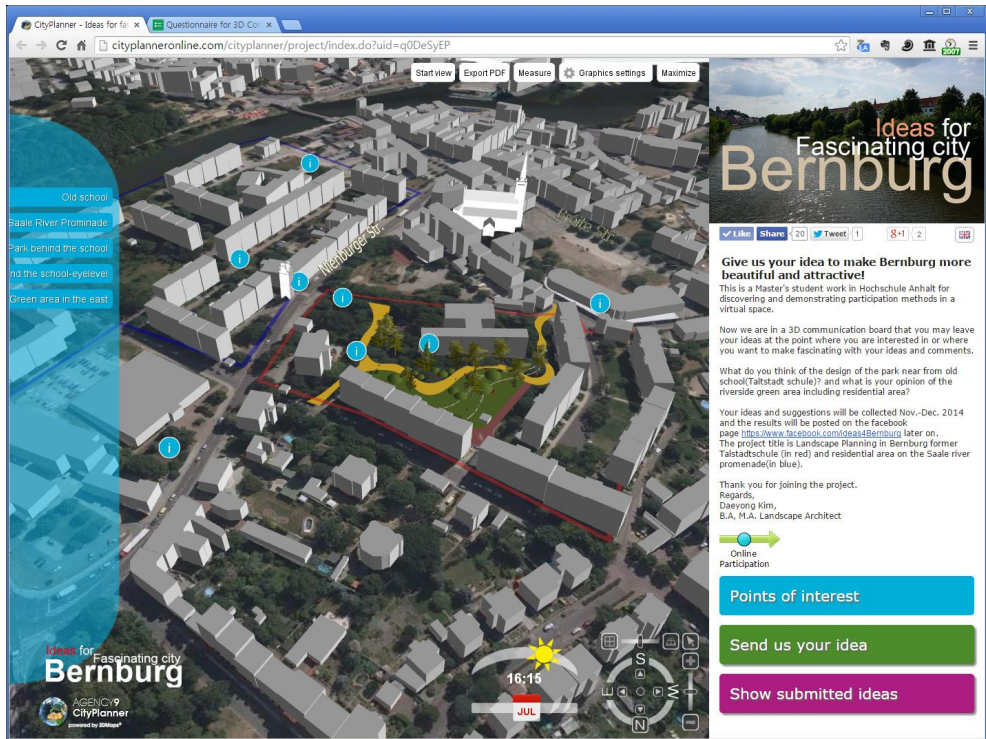 CityPlanner - Ideas for fa
Questionnaire for 3D Con
cityplanneronline.com/cityplanner/project/index.do?uid=q0DeSyEP
2007
Start view
Export PDF
Measure
Graphics settings
Maximize
Old school
Saale River Prominade
Park behind the school
nd the school-eyelevel
Green area in the east
Nienburger Str.
Breite Str.
i
i
i
i
i
i
i
i
Ideas for
Fascinating city
Bernburg
AGENCY9
CityPlanner
powered by 3DMaps®
16:15
JUL
S
E
W
N
Ideas for
Fascinating city
Bernburg
Like
Share
20
Tweet
1
8+1
2
Give us your idea to make Bernburg more
beautiful and attractive!
This is a Master's student work in Hochschule Anhalt for
discovering and demonstrating participation methods in a
virtual space.
Now we are in a 3D communication board that you may leave
your ideas at the point where you are interested in or where
you want to make fascinating with your ideas and comments.
What do you think of the design of the park near from old
school(Taltstadt schule)? and what is your opinion of the
riverside green area including residential area?
Your ideas and suggestions will be collected Nov.-Dec. 2014
and the results will be posted on the facebook
page https://www.facebook.com/ideas4Bernburg later on.
The project title is Landscape Planning in Bernburg former
Talstadtschule (in red) and residential area on the Saale river
promenade(in blue).
Thank you for joining the project.
Regards,
Daeyong Kim,
B.A, M.A. Landscape Architect
Online
Participation
Points of interest
Send us your idea
Show submitted ideas